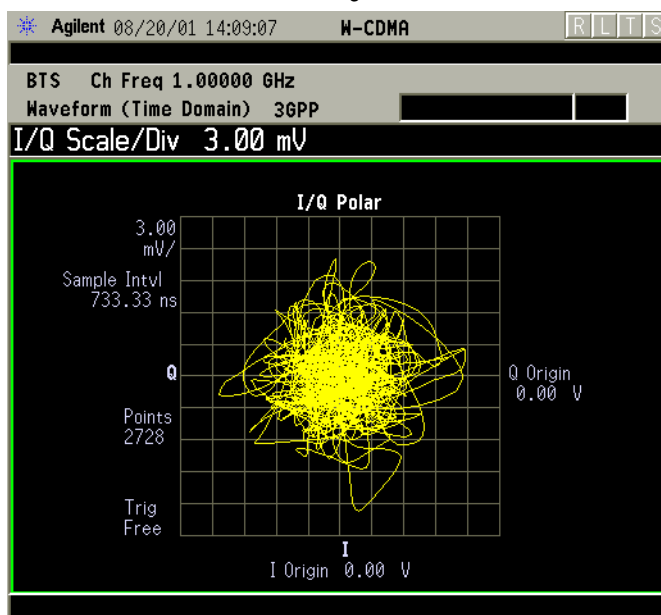 Agilent 08/20/01 14:09:07 W-CDMA R L T S
BTS Ch Freq 1.00000 GHz
Waveform (Time Domain) 3GPP
I/Q Scale/Div 3.00 mV
I/Q Polar
3.00
mV/
Sample Intvl
733.33 ns
Q
Q Origin
0.00 V
Points
2728
Trig
Free
I
I Origin 0.00 V